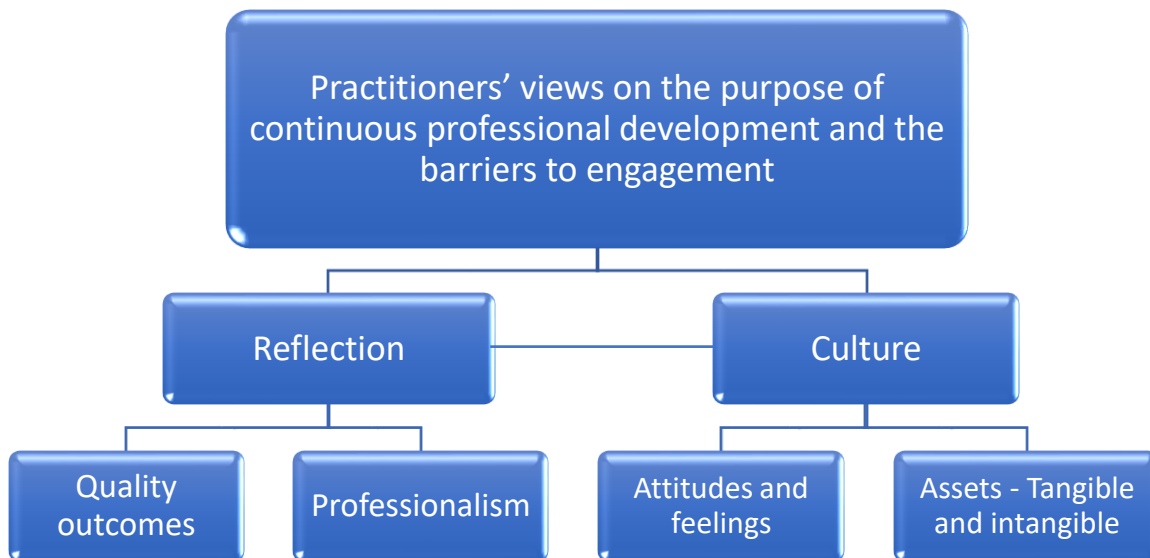 Practitioners’ views on the purpose of
continuous professional development and the
barriers to engagement
Reflection
Culture
Quality
outcomes
Professionalism
Attitudes and
feelings
Assets - Tangible
and intangible